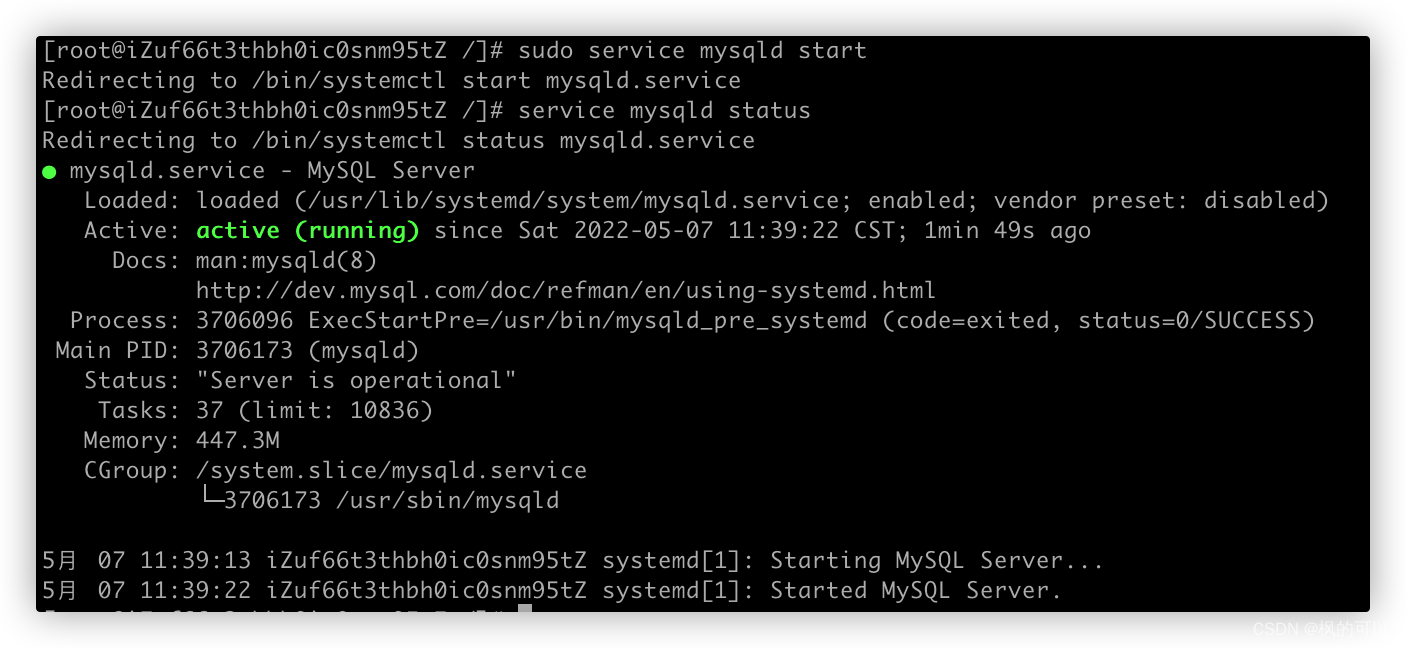 [root@iZuf66t3thbh0ic0snm95tZ /]# sudo service mysqld start
Redirecting to /bin/systemctl start mysqld.service
[root@iZuf66t3thbh0ic0snm95tZ /]# service mysqld status
Redirecting to /bin/systemctl status mysqld.service
● mysqld.service - MySQL Server
Loaded: loaded (/usr/lib/systemd/system/mysqld.service; enabled; vendor preset: disabled)
Active: active (running) since Sat 2022-05-07 11:39:22 CST; 1min 49s ago
Docs: man:mysqld(8)
http://dev.mysql.com/doc/refman/en/using-systemd.html
Process: 3706096 ExecStartPre=/usr/bin/mysqld_pre_systemd (code=exited, status=0/SUCCESS)
Main PID: 3706173 (mysqld)
Status: "Server is operational"
Tasks: 37 (limit: 10836)
Memory: 447.3M
CGroup: /system.slice/mysqld.service
└─3706173 /usr/sbin/mysqld
5月 07 11:39:13 iZuf66t3thbh0ic0snm95tZ systemd[1]: Starting MySQL Server...
5月 07 11:39:22 iZuf66t3thbh0ic0snm95tZ systemd[1]: Started MySQL Server.
CSDN @枫的可